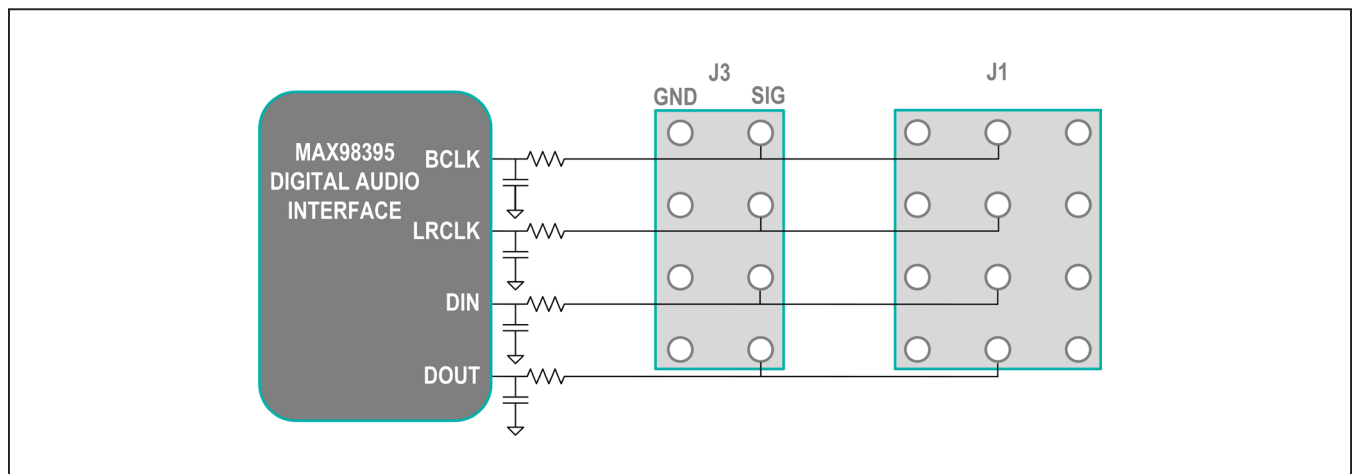 J3
J1
GND SIG
MAX98395
DIGITAL AUDIO
INTERFACE
BCLK
LRCLK
DIN
DOUT